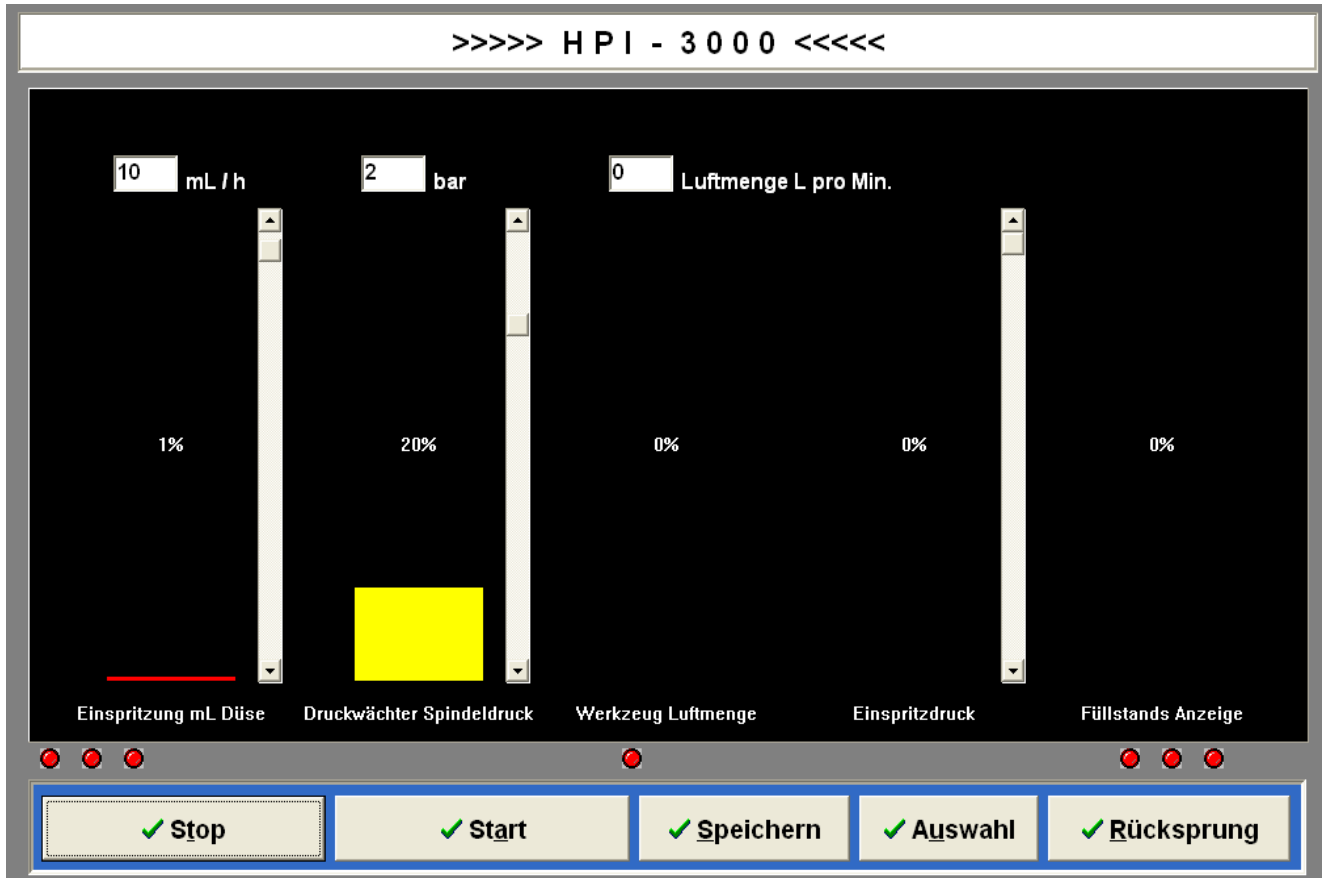 >>>>> H P I - 3 0 0 0 <<<<<
10 mL / h 2 bar 0 Luftmenge L pro Min.
1% 20% 0% 0% 0%
Einspritzung mL Düse Druckwächter Spindeldruck Werkzeug Luftmenge Einspritzdruck Füllstands Anzeige
Stop Start Speichern Auswahl Rücksprung